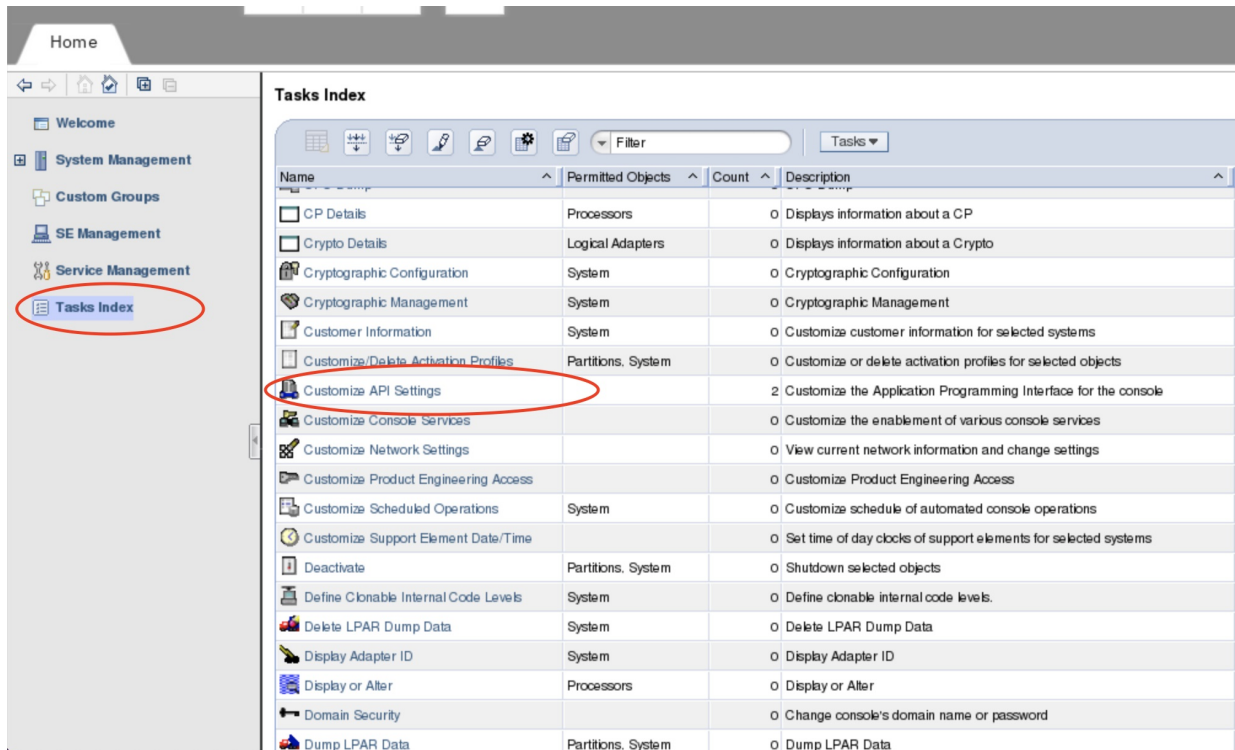 Home
Tasks Index
Welcome
System Management
Custom Groups
SE Management
Service Management
Tasks Index
Filter
Tasks
Name Permitted Objects Count Description
CP Details Processors 0 Displays information about a CP
Crypto Details Logical Adapters 0 Displays information about a Crypto
Cryptographic Configuration System 0 Cryptographic Configuration
Cryptographic Management System 0 Cryptographic Management
Customer Information System 0 Customize customer information for selected systems
Customize/Delete Activation Profiles Partitions, System 0 Customize or delete activation profiles for selected objects
Customize API Settings 2 Customize the Application Programming Interface for the console
Customize Console Services 0 Customize the enablement of various console services
Customize Network Settings 0 View current network information and change settings
Customize Product Engineering Access 0 Customize Product Engineering Access
Customize Scheduled Operations System 0 Customize schedule of automated console operations
Customize Support Element Date/Time 0 Set time of day clocks of support elements for selected systems
Deactivate Partitions, System 0 Shutdown selected objects
Define Clonable Internal Code Levels System 0 Define clonable internal code levels.
Delete LPAR Dump Data System 0 Delete LPAR Dump Data
Display Adapter ID System 0 Display Adapter ID
Display or Alter Processors 0 Display or Alter
Domain Security 0 Change console's domain name or password
Dump LPAR Data Partitions, System 0 Dump LPAR Data